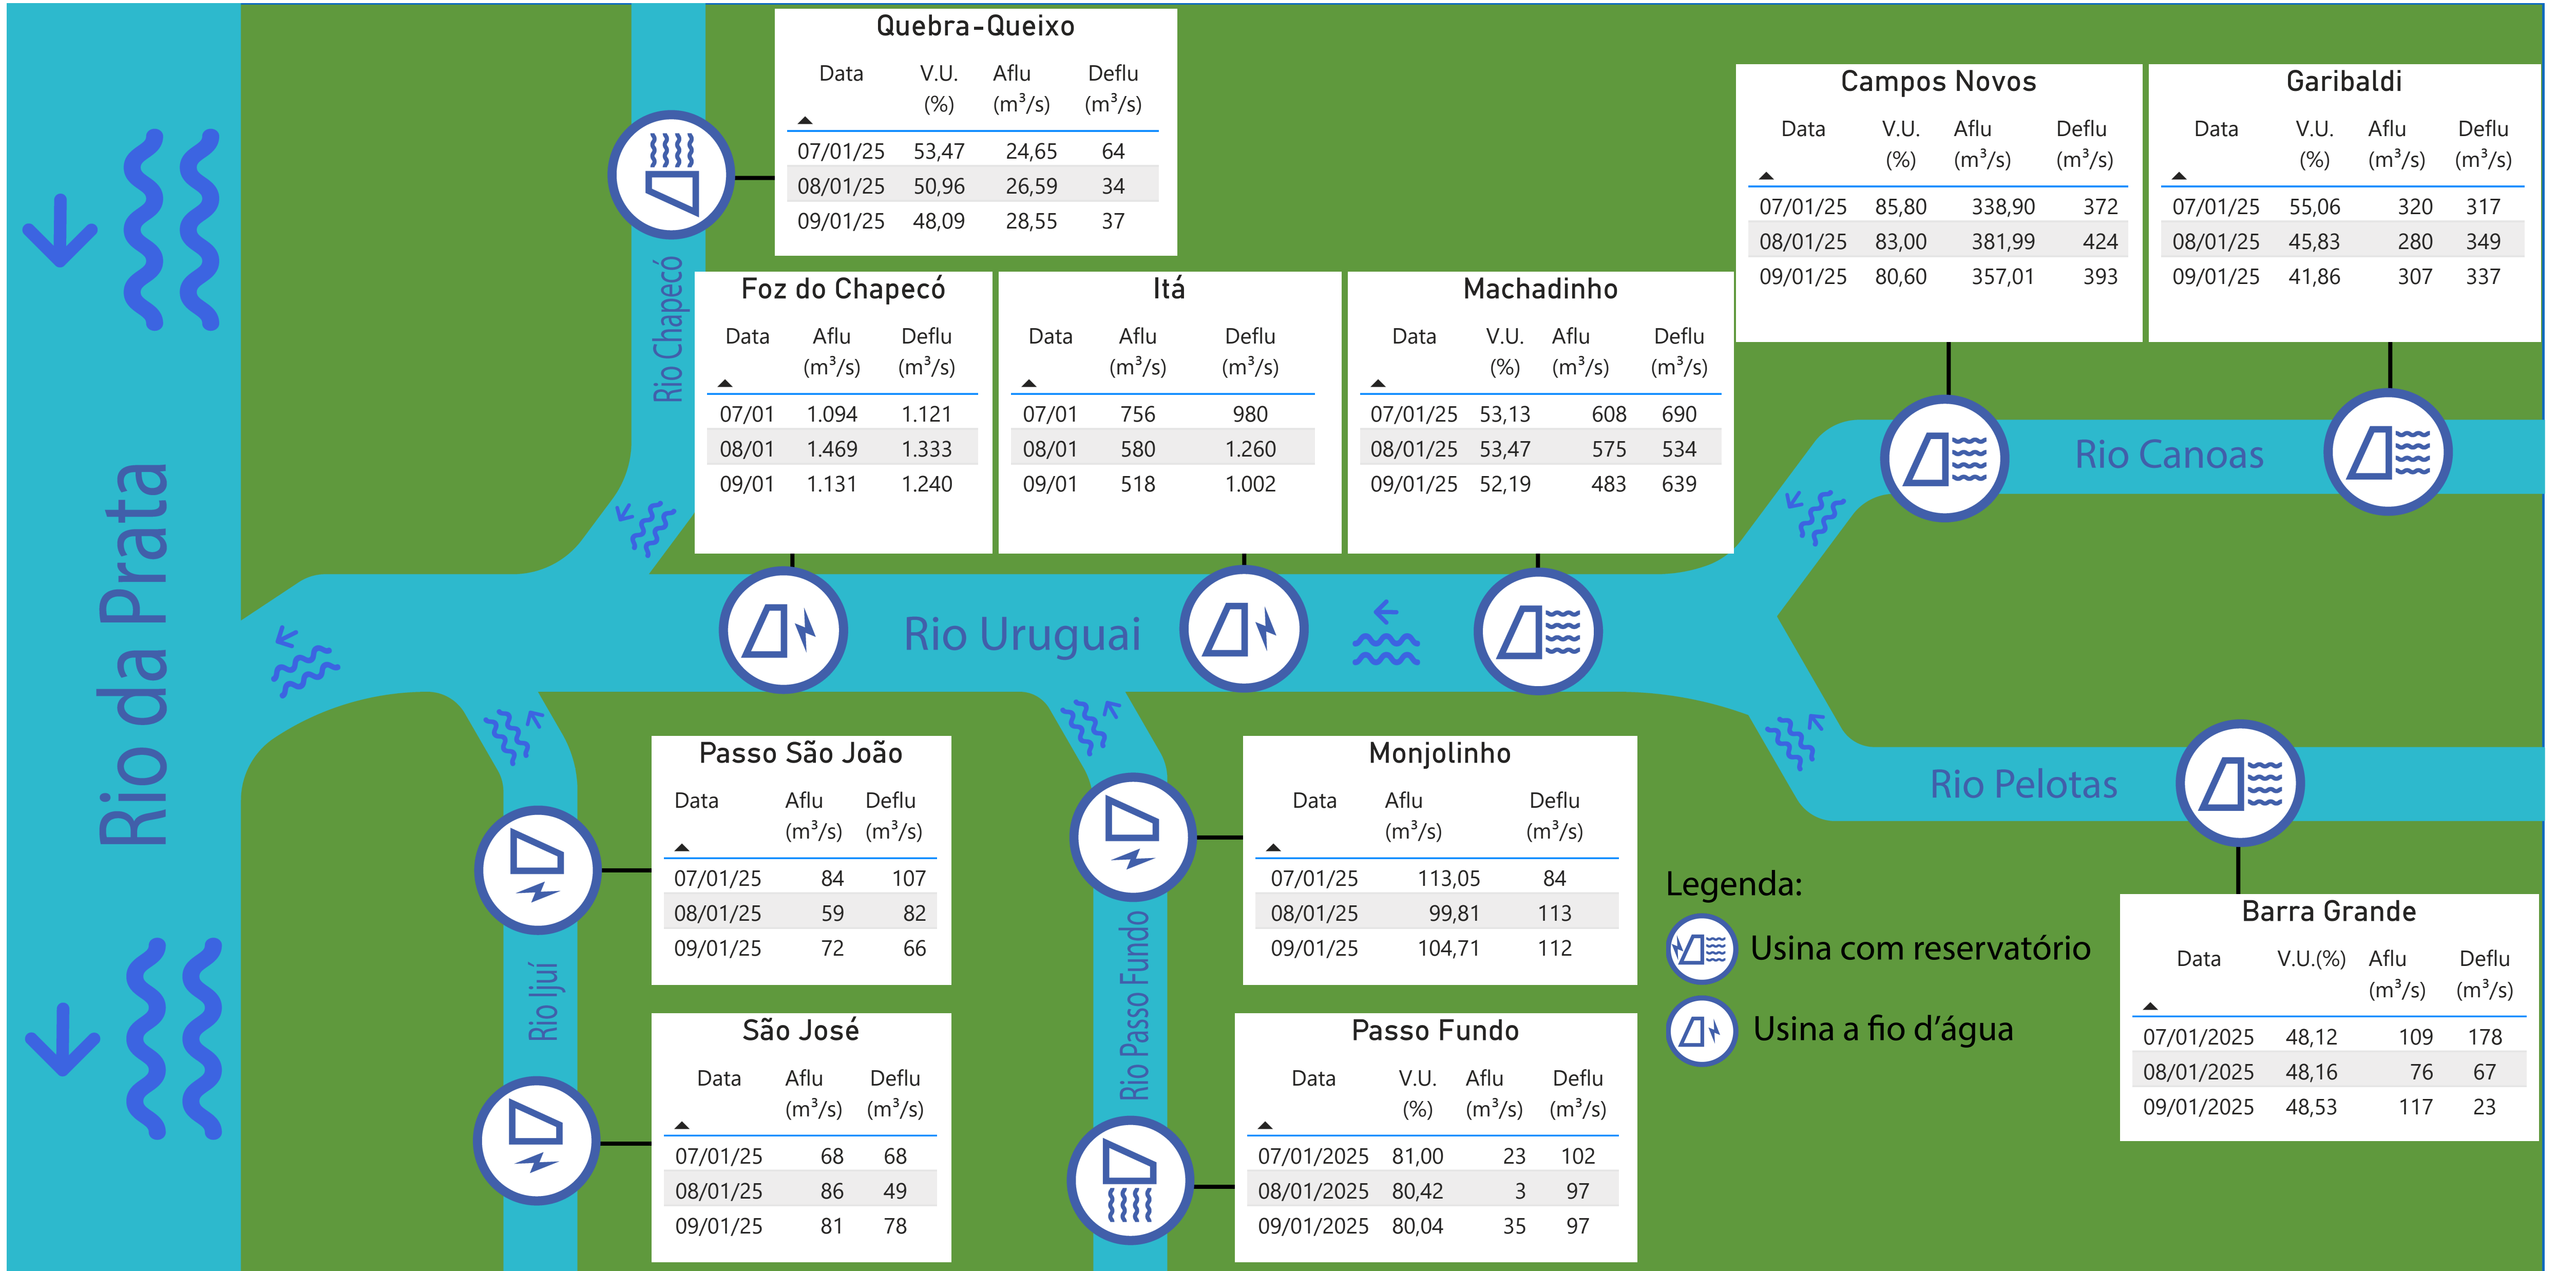 Quebra-Queixo
Data V.U. (%) Aflu (m³/s) Deflu (m³/s)
07/01/25 53,47 24,65 64
08/01/25 50,96 26,59 34
09/01/25 48,09 28,55 37
Campos Novos
Data V.U. (%) Aflu (m³/s) Deflu (m³/s)
07/01/25 85,80 338,90 372
08/01/25 83,00 381,99 424
09/01/25 80,60 357,01 393
Garibaldi
Data V.U. (%) Aflu (m³/s) Deflu (m³/s)
07/01/25 55,06 320 317
08/01/25 45,83 280 349
09/01/25 41,86 307 337
Rio Chapecó
Foz do Chapecó
Data Aflu (m³/s) Deflu (m³/s)
07/01 1.094 1.121
08/01 1.469 1.333
09/01 1.131 1.240
Itá
Data Aflu (m³/s) Deflu (m³/s)
07/01 756 980
08/01 580 1.260
09/01 518 1.002
Machadinho
Data V.U. (%) Aflu (m³/s) Deflu (m³/s)
07/01/25 53,13 608 690
08/01/25 53,47 575 534
09/01/25 52,19 483 639
Rio Canoas
Rio da Prata
Rio Uruguai
Rio Pelotas
Passo São João
Data Aflu (m³/s) Deflu (m³/s)
07/01/25 84 107
08/01/25 59 82
09/01/25 72 66
Monjolinho
Data Aflu (m³/s) Deflu (m³/s)
07/01/25 113,05 84
08/01/25 99,81 113
09/01/25 104,71 112
Legenda:
Usina com reservatório
Usina a fio d’água
Rio Ijuí
Rio Passo Fundo
São José
Data Aflu (m³/s) Deflu (m³/s)
07/01/25 68 68
08/01/25 86 49
09/01/25 81 78
Passo Fundo
Data V.U. (%) Aflu (m³/s) Deflu (m³/s)
07/01/2025 81,00 23 102
08/01/2025 80,42 3 97
09/01/2025 80,04 35 97
Barra Grande
Data V.U.(%) Aflu (m³/s) Deflu (m³/s)
07/01/2025 48,12 109 178
08/01/2025 48,16 76 67
09/01/2025 48,53 117 23